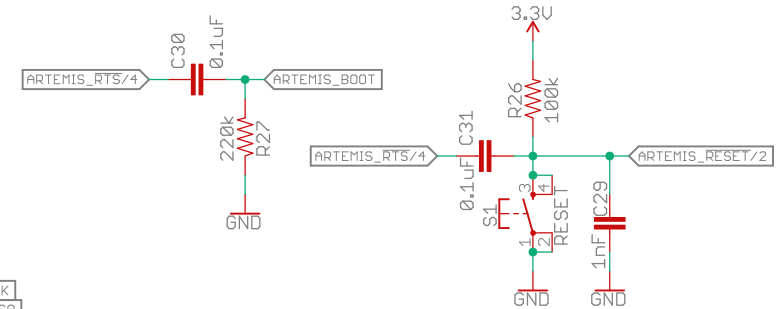 3.3V
C30
0.1uF
ARTEMIS_RTS/4
ARTEMIS_BOOT
R26
100k
220k
R27
C31
0.1uF
ARTEMIS_RTS/4
ARTEMIS_RESET/2
3
4
S1
RESET
C29
1nF
1
2
GND
GND
GND
K